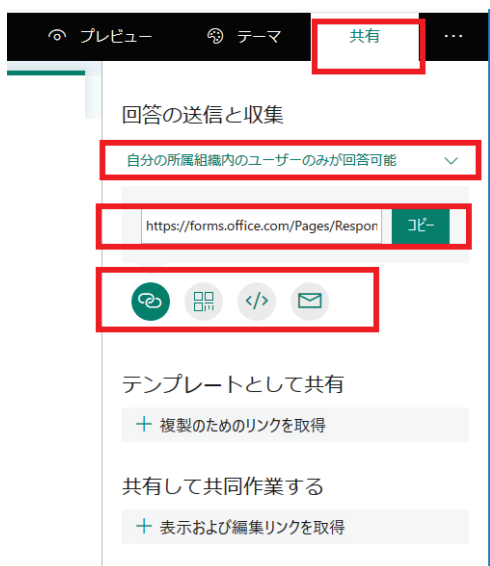 プレビュー テーマ 共有 …
回答の送信と収集
自分の所属組織内のユーザーのみが回答可能
https://forms.office.com/Pages/Respon コピー
</>
テンプレートとして共有
+ 複製のためのリンクを取得
共有して共同作業する
+ 表示および編集リンクを取得